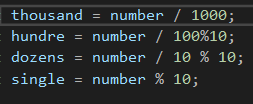 thousand = number / 1000;
hundre = number / 100%10;
dozens = number / 10 % 10;
single = number % 10;